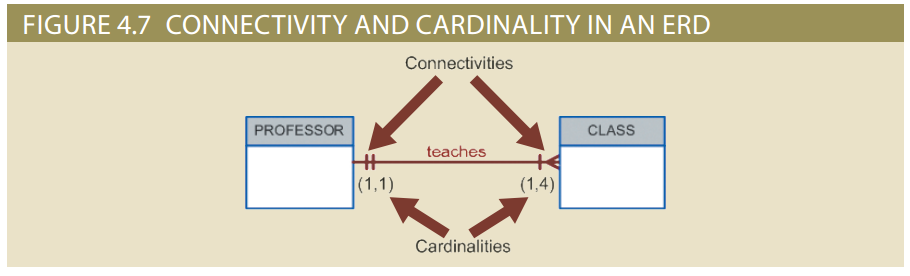 FIGURE 4.7 CONNECTIVITY AND CARDINALITY IN AN ERD
Connectivities
PROFESSOR
CLASS
teaches
(1,1)
(1,4)
Cardinalities